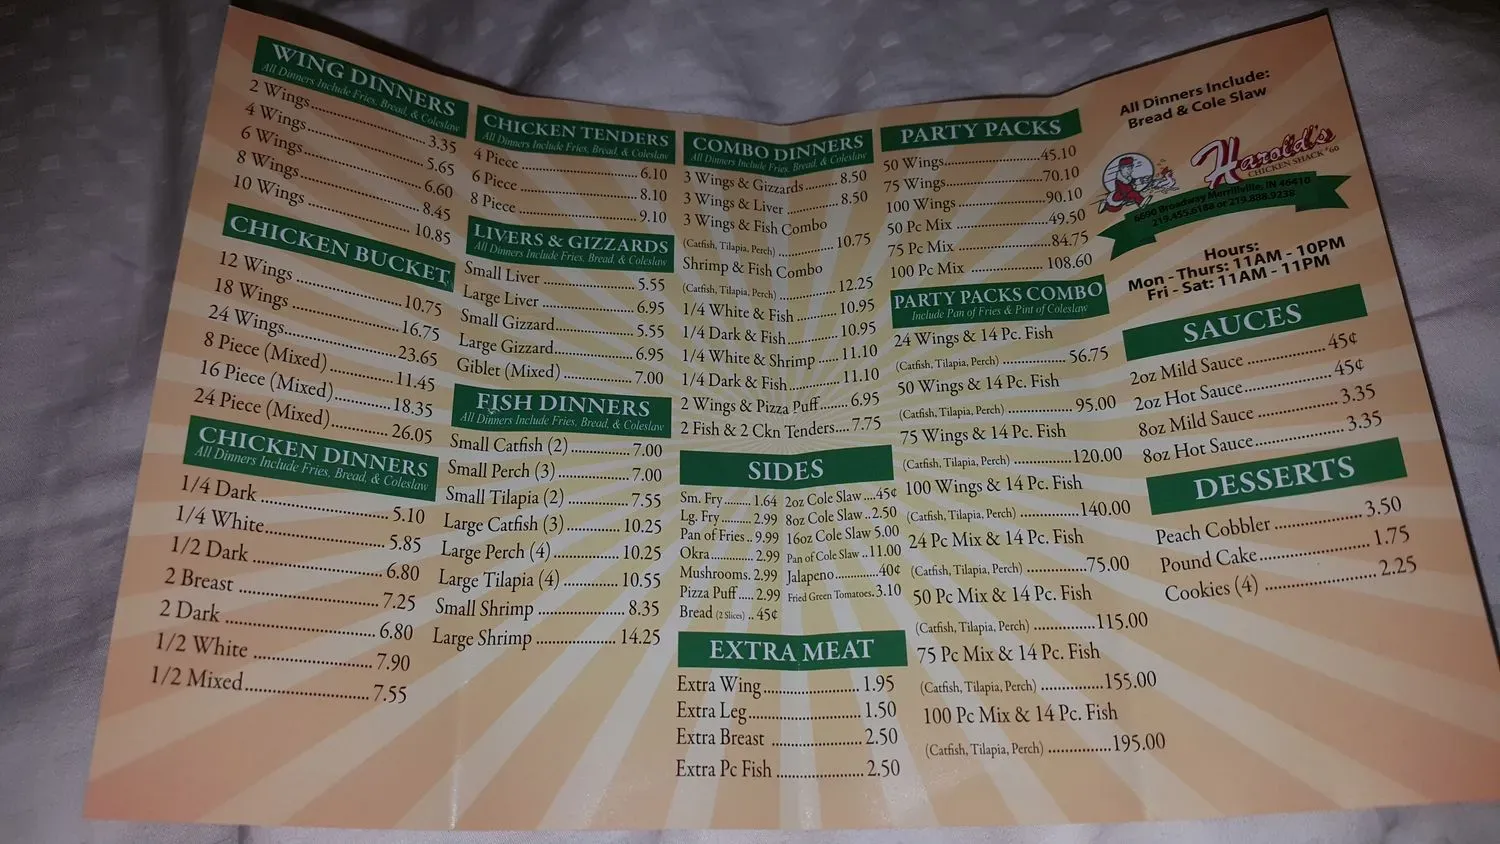 WING DINNERS
All Dinners Include Fries, Bread, & Coleslaw
2 Wings 3.35
4 Wings 5.65
6 Wings 6.60
8 Wings 8.45
10 Wings 10.85
CHICKEN BUCKET
12 Wings 10.75
18 Wings 16.75
24 Wings 23.65
8 Piece (Mixed) 11.45
16 Piece (Mixed) 18.35
24 Piece (Mixed) 26.05
CHICKEN DINNERS
All Dinners Include Fries, Bread, & Coleslaw
1/4 Dark 5.10
1/4 White 5.85
1/2 Dark 6.80
2 Breast 7.25
2 Dark 6.80
1/2 White 7.90
1/2 Mixed 7.55
CHICKEN TENDERS
All Dinners Include Fries, Bread, & Coleslaw
4 Piece 6.10
6 Piece 8.10
8 Piece 9.10
LIVERS & GIZZARDS
All Dinners Include Fries, Bread, & Coleslaw
Small Liver 5.55
Large Liver 6.95
Small Gizzard 5.55
Large Gizzard 6.95
Giblet (Mixed) 7.00
FISH DINNERS
All Dinners Include Fries, Bread, & Coleslaw
Small Catfish (2) 7.00
Small Perch (3) 7.00
Small Tilapia (2) 7.55
Large Catfish (3) 10.25
Large Perch (4) 10.25
Large Tilapia (4) 10.55
Small Shrimp 8.35
Large Shrimp 14.25
COMBO DINNERS
All Dinners Include Fries, Bread, & Coleslaw
3 Wings & Gizzards 8.50
3 Wings & Liver 8.50
3 Wings & Fish Combo
(Catfish, Tilapia, Perch) 10.75
Shrimp & Fish Combo
(Catfish, Tilapia, Perch) 12.25
1/4 White & Fish 10.95
1/4 Dark & Fish 10.95
1/4 White & Shrimp 11.10
1/4 Dark & Fish 11.10
2 Wings & Pizza Puff 6.95
2 Fish & 2 Ckn Tenders 7.75
SIDES
Sm. Fry 1.64
Lg. Fry 2.99
Pan of Fries 9.99
Okra 2.99
Mushrooms 2.99
Pizza Puff 2.99
Bread (2 Slices) 45¢
2oz Cole Slaw 45¢
8oz Cole Slaw 2.50
16oz Cole Slaw 5.00
Pan of Cole Slaw 11.00
Jalapeno 40¢
Fried Green Tomatoes 3.10
EXTRA MEAT
Extra Wing 1.95
Extra Leg 1.50
Extra Breast 2.50
Extra Pc Fish 2.50
PARTY PACKS
50 Wings 45.10
75 Wings 70.10
100 Wings 90.10
50 Pc Mix 49.50
75 Pc Mix 84.75
100 Pc Mix 108.60
PARTY PACKS COMBO
Include Pan of Fries & Pint of Coleslaw
24 Wings & 14 Pc. Fish
(Catfish, Tilapia, Perch) 56.75
50 Wings & 14 Pc. Fish
(Catfish, Tilapia, Perch) 95.00
75 Wings & 14 Pc. Fish
(Catfish, Tilapia, Perch) 120.00
100 Wings & 14 Pc. Fish
(Catfish, Tilapia, Perch) 140.00
24 Pc Mix & 14 Pc. Fish
(Catfish, Tilapia, Perch) 75.00
50 Pc Mix & 14 Pc. Fish
(Catfish, Tilapia, Perch) 115.00
75 Pc Mix & 14 Pc. Fish
(Catfish, Tilapia, Perch) 155.00
100 Pc Mix & 14 Pc. Fish
(Catfish, Tilapia, Perch) 195.00
All Dinners Include:
Bread & Cole Slaw
Harold's
CHICKEN SHACK #60
6600 Broadway Merrillville, IN 46410
219.455.6188 or 219.888.9238
Hours:
Mon - Thurs: 11AM - 10PM
Fri - Sat: 11AM - 11PM
SAUCES
2oz Mild Sauce 45¢
2oz Hot Sauce 45¢
8oz Mild Sauce 3.35
8oz Hot Sauce 3.35
DESSERTS
Peach Cobbler 3.50
Pound Cake 1.75
Cookies (4) 2.25